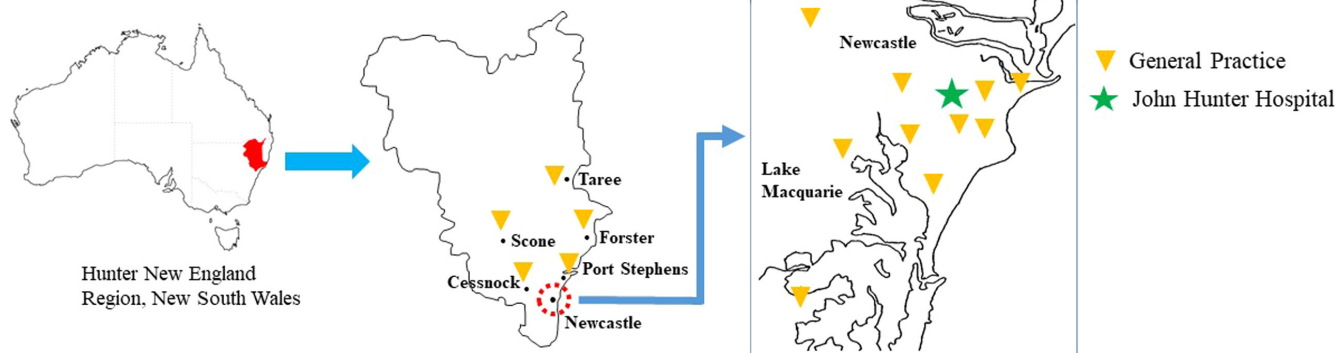 Hunter New England
Region, New South Wales
Taree
Scone
Forster
Port Stephens
Cessnock
Newcastle
Newcastle
Lake
Macquarie
General Practice
John Hunter Hospital